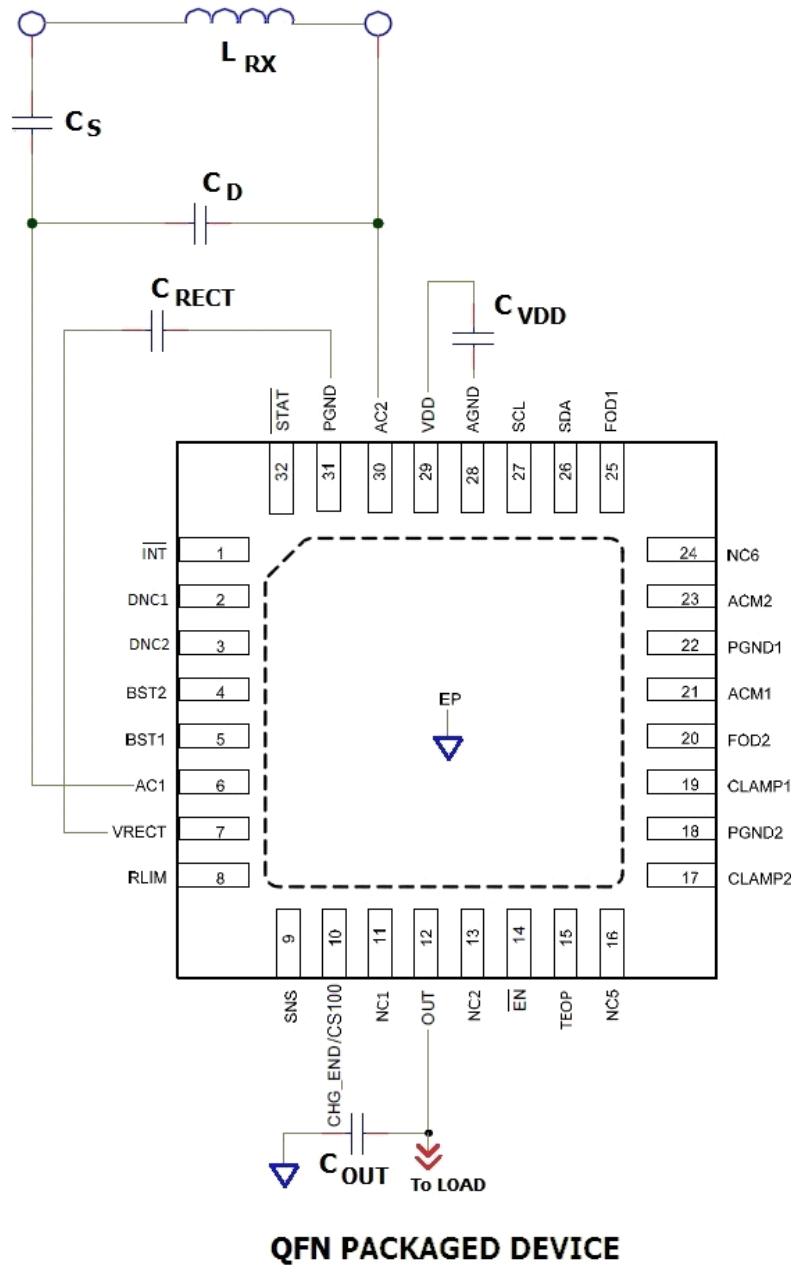 L RX
C S
C D
C RECT
C VDD
STAT
PGND
AC2
VDD
AGND
SCL
SDA
FOD1
32
31
30
29
28
27
26
25
INT 1
DNC1 2
DNC2 3
BST2 4
BST1 5
AC1 6
VRECT 7
RLIM 8
24 NC6
23 ACM2
22 PGND1
21 ACM1
20 FOD2
19 CLAMP1
18 PGND2
17 CLAMP2
EP
9
10
11
12
13
14
15
16
SNS
CHG_END/CS100
NC1
OUT
NC2
EN
TEOP
NC5
C OUT
To LOAD
QFN PACKAGED DEVICE